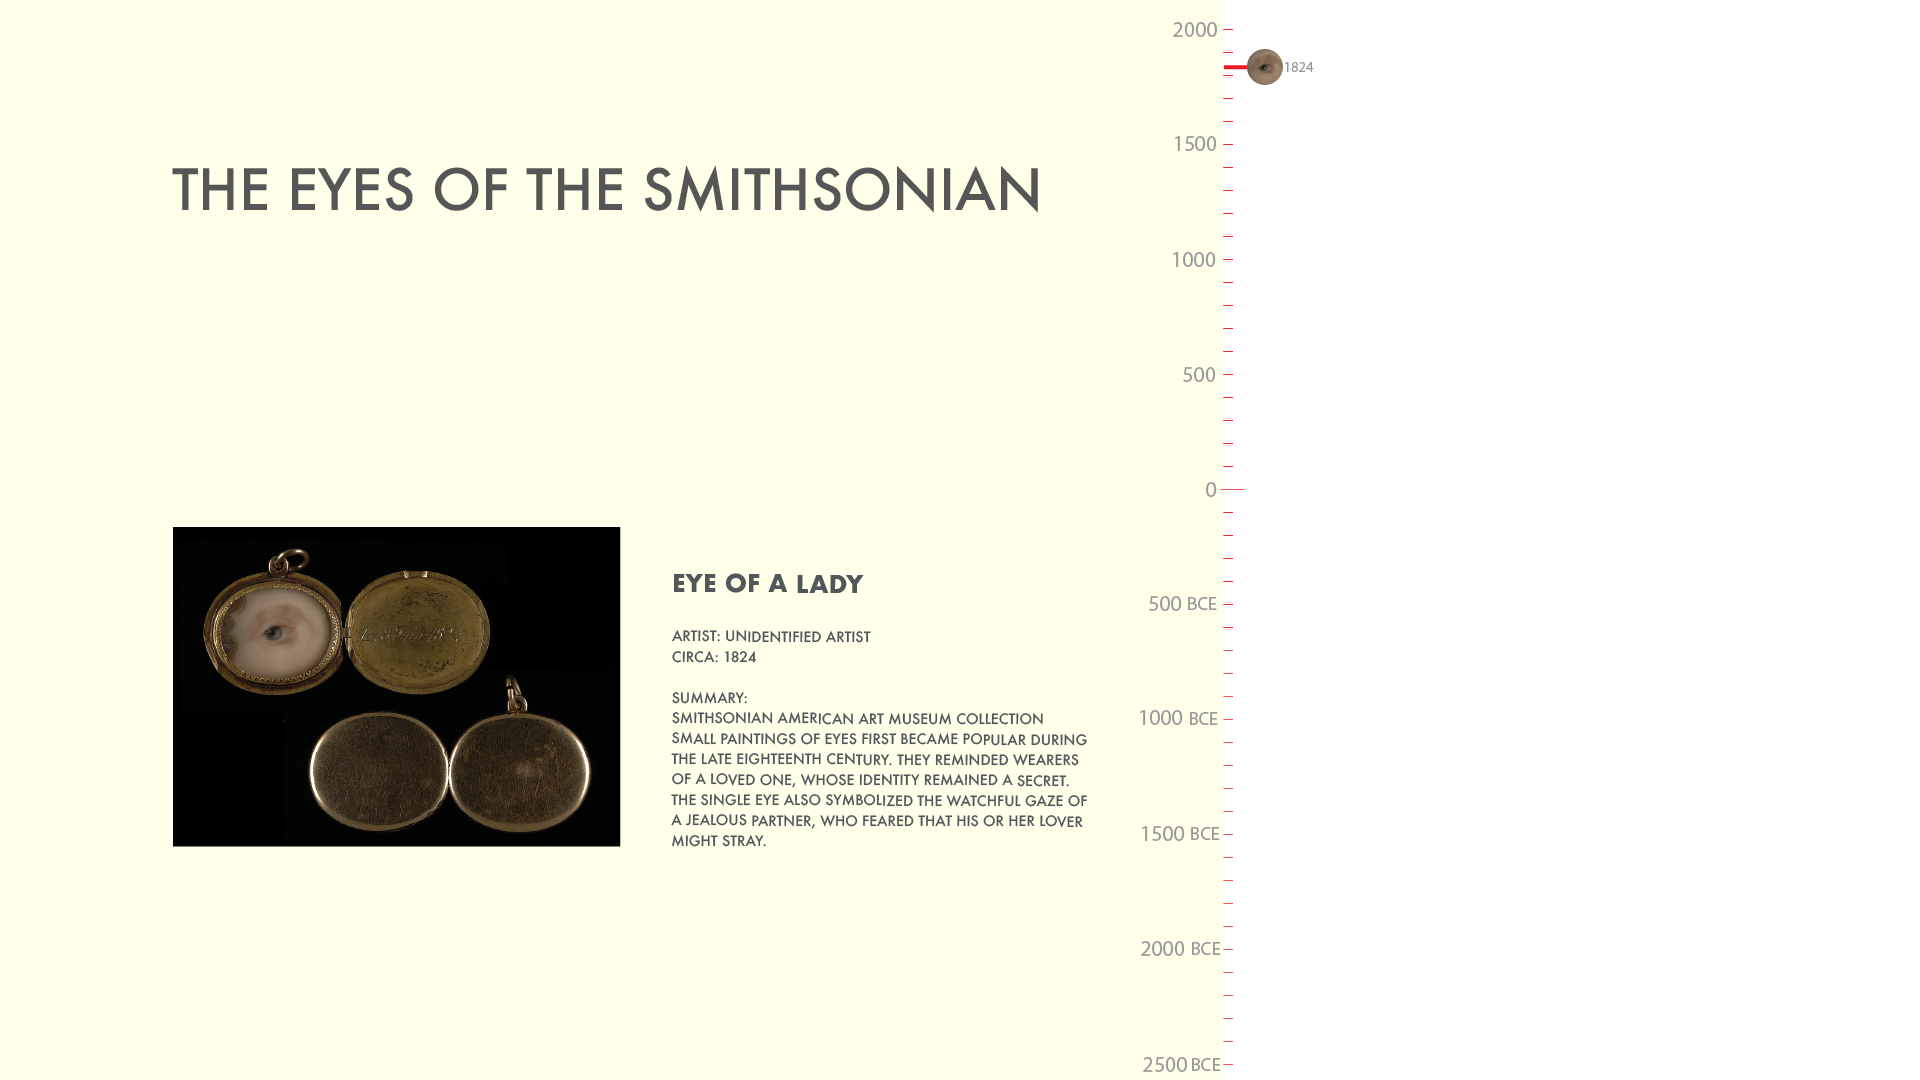 2000
1824
1500
THE EYES OF THE SMITHSONIAN
1000
500
0
EYE OF A LADY
ARTIST: UNIDENTIFIED ARTIST
CIRCA: 1824
SUMMARY:
SMITHSONIAN AMERICAN ART MUSEUM COLLECTION
SMALL PAINTINGS OF EYES FIRST BECAME POPULAR DURING
THE LATE EIGHTEENTH CENTURY. THEY REMINDED WEARERS
OF A LOVED ONE, WHOSE IDENTITY REMAINED A SECRET.
THE SINGLE EYE ALSO SYMBOLIZED THE WATCHFUL GAZE OF
A JEALOUS PARTNER, WHO FEARED THAT HIS OR HER LOVER
MIGHT STRAY.
500 BCE
1000 BCE
1500 BCE
2000 BCE
2500 BCE